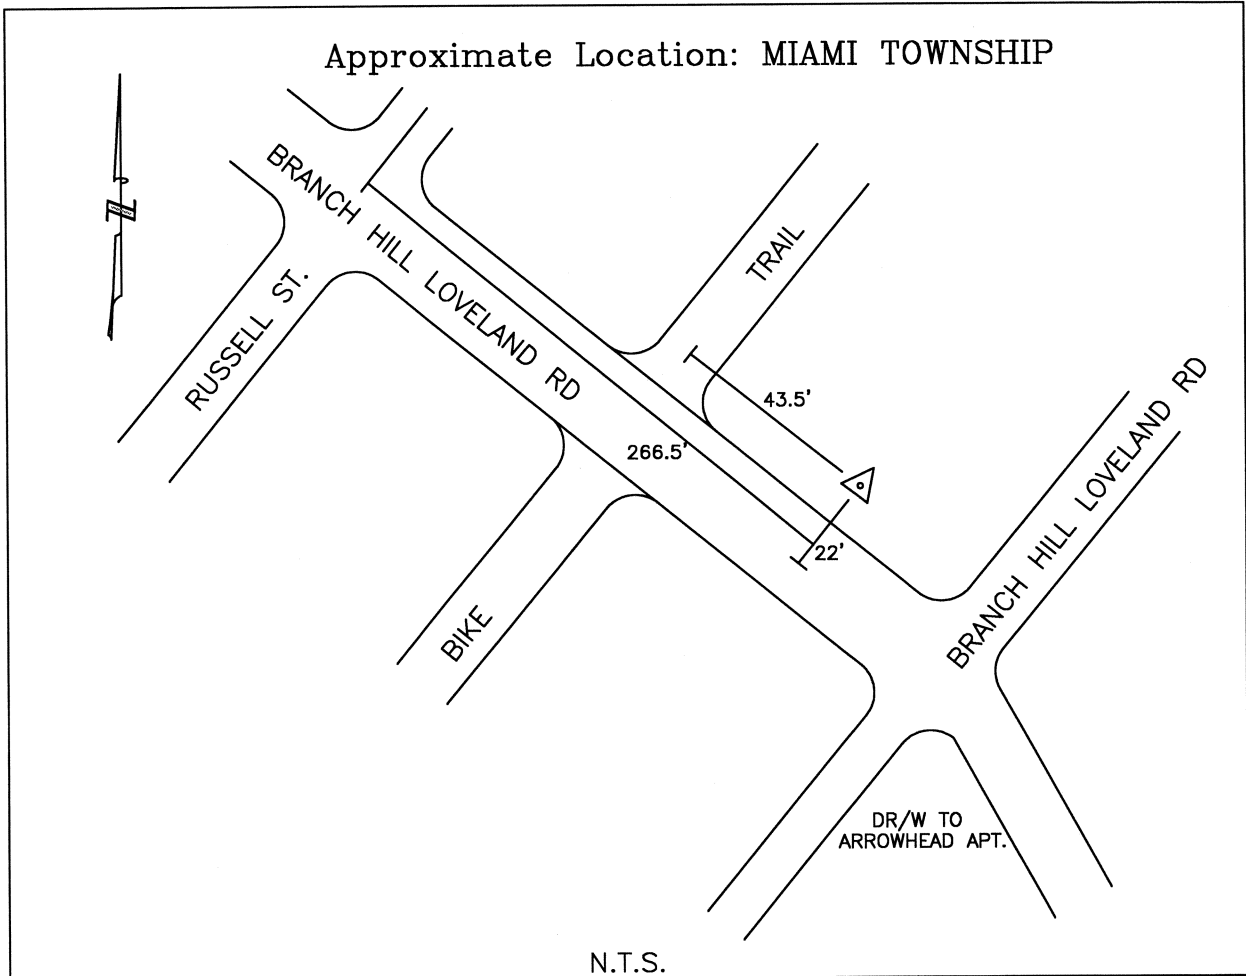 Approximate Location: MIAMI TOWNSHIP
N
BRANCH HILL LOVELAND RD
TRAIL
RUSSELL ST.
43.5'
BRANCH HILL LOVELAND RD
266.5'
22'
BIKE
DR/W TO
ARROWHEAD APT.
N.T.S.